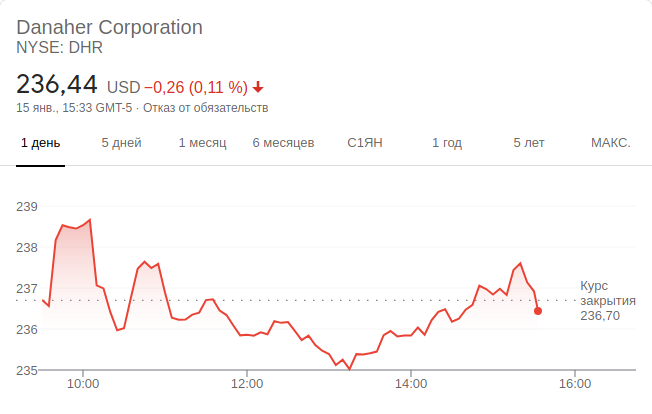 Danaher Corporation
NYSE: DHR
236,44 USD −0,26 (0,11 %)
15 янв., 15:33 GMT-5 · Отказ от обязательств
1 день 5 дней 1 месяц 6 месяцев С1ЯН 1 год 5 лет МАКС.
239
238
237
236
235
Курс
закрытия
236,70
10:00 12:00 14:00 16:00